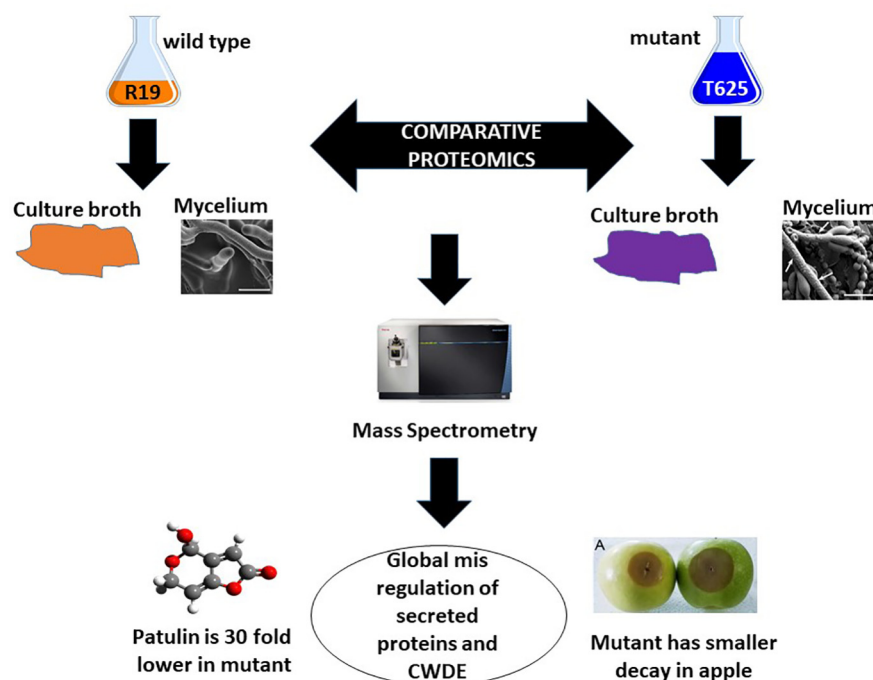 wild type
R19
mutant
T625
COMPARATIVE
PROTEOMICS
Culture broth
Mycelium
Culture broth
Mycelium
Mass Spectrometry
Patulin is 30 fold
lower in mutant
Global mis
regulation of
secreted
proteins and
CWDE
A
Mutant has smaller
decay in apple